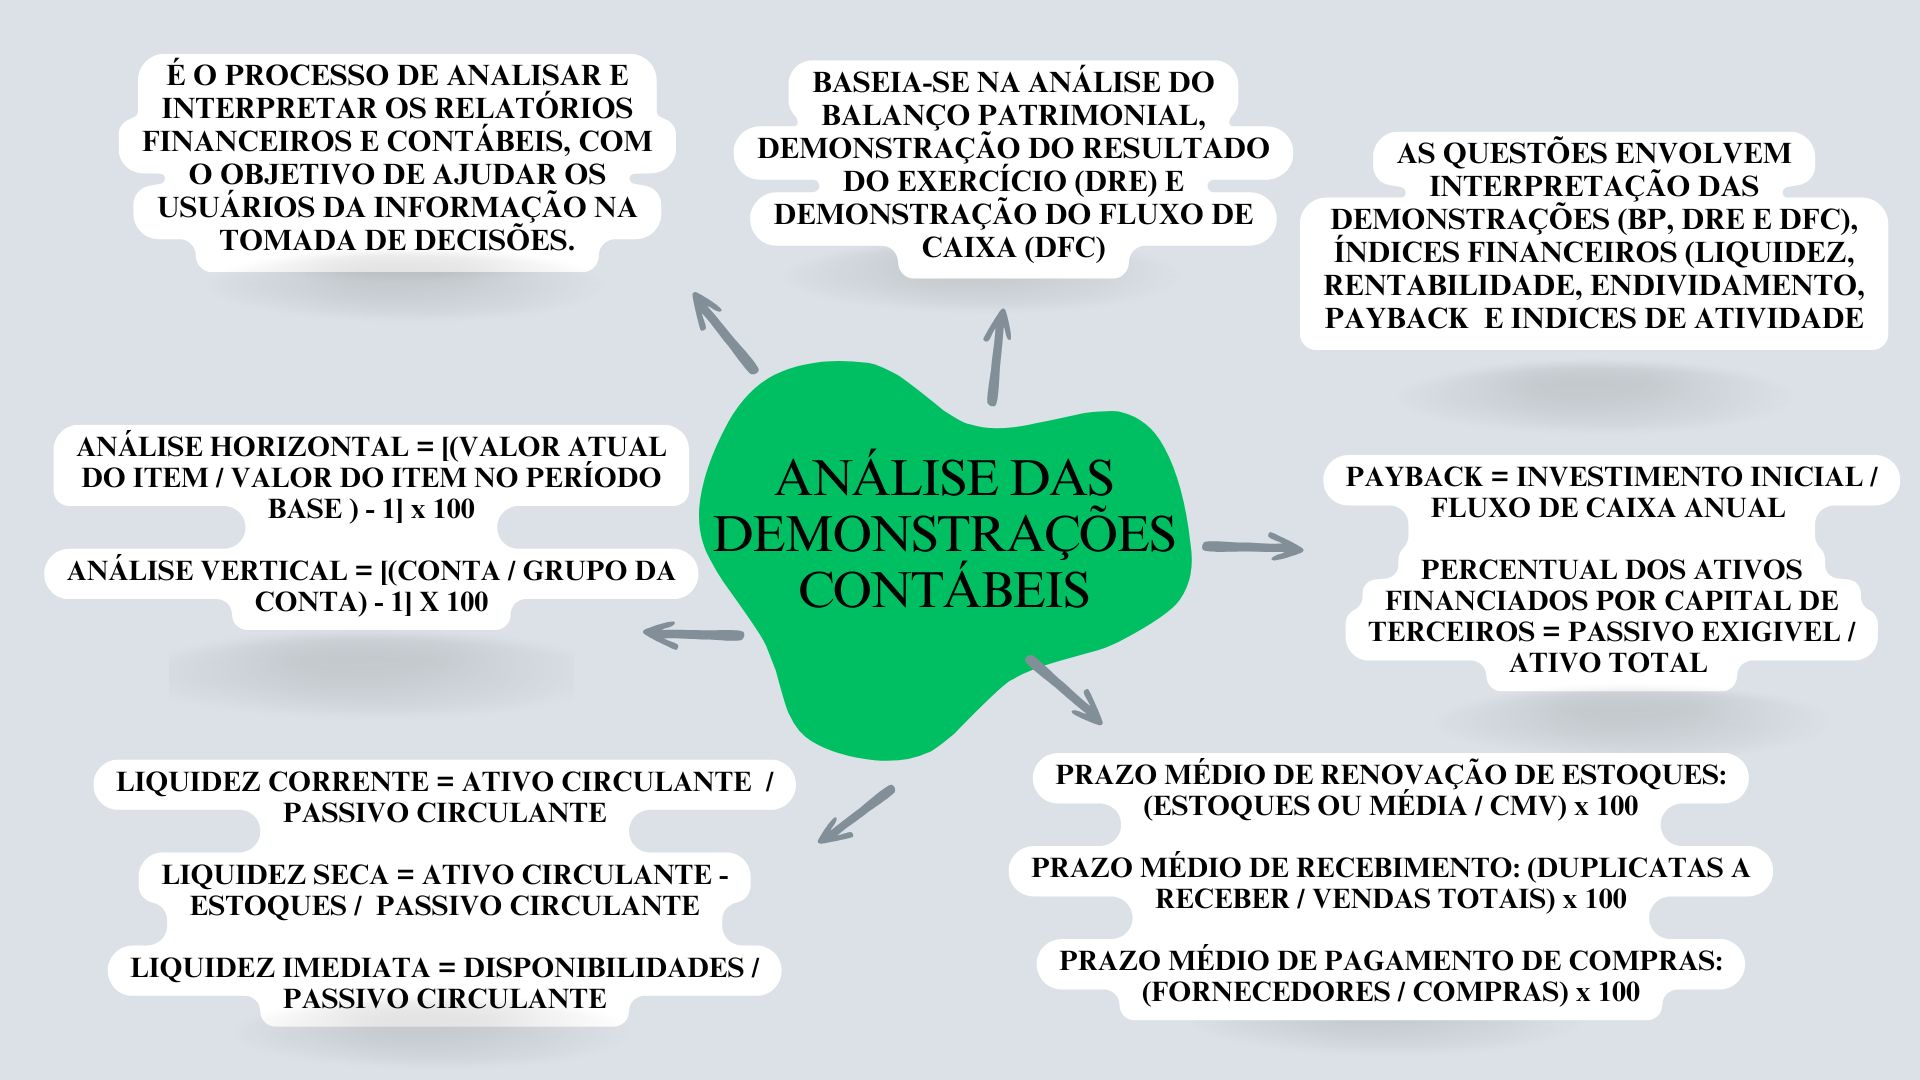 É O PROCESSO DE ANALISAR E
INTERPRETAR OS RELATÓRIOS
FINANCEIROS E CONTÁBEIS, COM
O OBJETIVO DE AJUDAR OS
USUÁRIOS DA INFORMAÇÃO NA
TOMADA DE DECISÕES.
BASEIA-SE NA ANÁLISE DO
BALANÇO PATRIMONIAL,
DEMONSTRAÇÃO DO RESULTADO
DO EXERCÍCIO (DRE) E
DEMONSTRAÇÃO DO FLUXO DE
CAIXA (DFC)
AS QUESTÕES ENVOLVEM
INTERPRETAÇÃO DAS
DEMONSTRAÇÕES (BP, DRE E DFC),
ÍNDICES FINANCEIROS (LIQUIDEZ,
RENTABILIDADE, ENDIVIDAMENTO,
PAYBACK  E INDICES DE ATIVIDADE
ANÁLISE HORIZONTAL = [(VALOR ATUAL
DO ITEM / VALOR DO ITEM NO PERÍODO
BASE ) - 1] x 100
ANÁLISE VERTICAL = [(CONTA / GRUPO DA
CONTA) - 1] X 100
ANÁLISE DAS
DEMONSTRAÇÕES
CONTÁBEIS
PAYBACK = INVESTIMENTO INICIAL /
FLUXO DE CAIXA ANUAL
PERCENTUAL DOS ATIVOS
FINANCIADOS POR CAPITAL DE
TERCEIROS = PASSIVO EXIGIVEL /
ATIVO TOTAL
LIQUIDEZ CORRENTE = ATIVO CIRCULANTE  /
PASSIVO CIRCULANTE
LIQUIDEZ SECA = ATIVO CIRCULANTE -
ESTOQUES /  PASSIVO CIRCULANTE
LIQUIDEZ IMEDIATA = DISPONIBILIDADES /
PASSIVO CIRCULANTE
PRAZO MÉDIO DE RENOVAÇÃO DE ESTOQUES:
(ESTOQUES OU MÉDIA / CMV) x 100
PRAZO MÉDIO DE RECEBIMENTO: (DUPLICATAS A
RECEBER / VENDAS TOTAIS) x 100
PRAZO MÉDIO DE PAGAMENTO DE COMPRAS:
(FORNECEDORES / COMPRAS) x 100